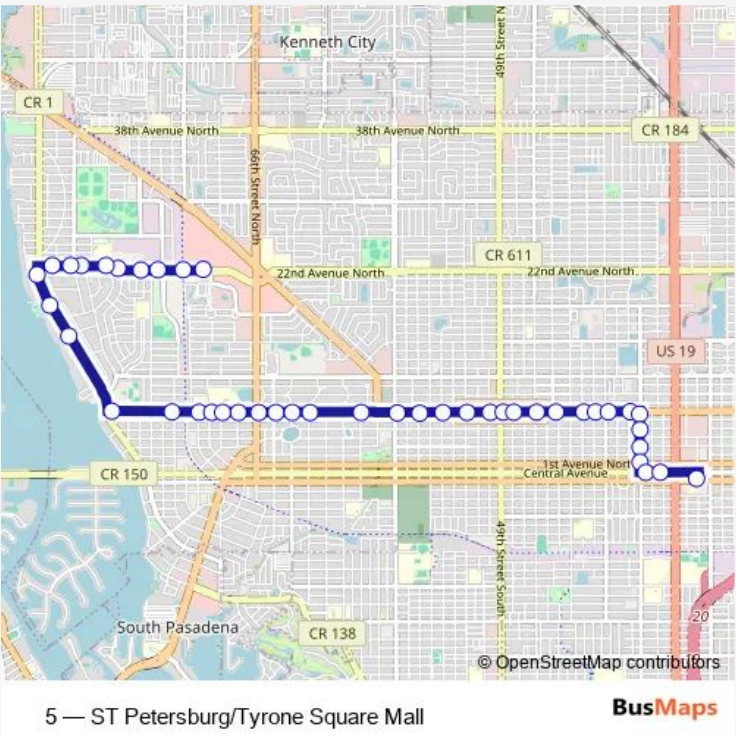 Kenneth City
49th Street N
CR 1
38th Avenue North
38th Avenue North
CR 184
66th Street North
22nd Avenue North
CR 611
22nd Avenue North
US 19
CR 150
1st Avenue Nort
Central Avenue
49th Street South
South Pasadena
CR 138
20
© OpenStreetMap contributors
5 — ST Petersburg/Tyrone Square Mall
BusMaps